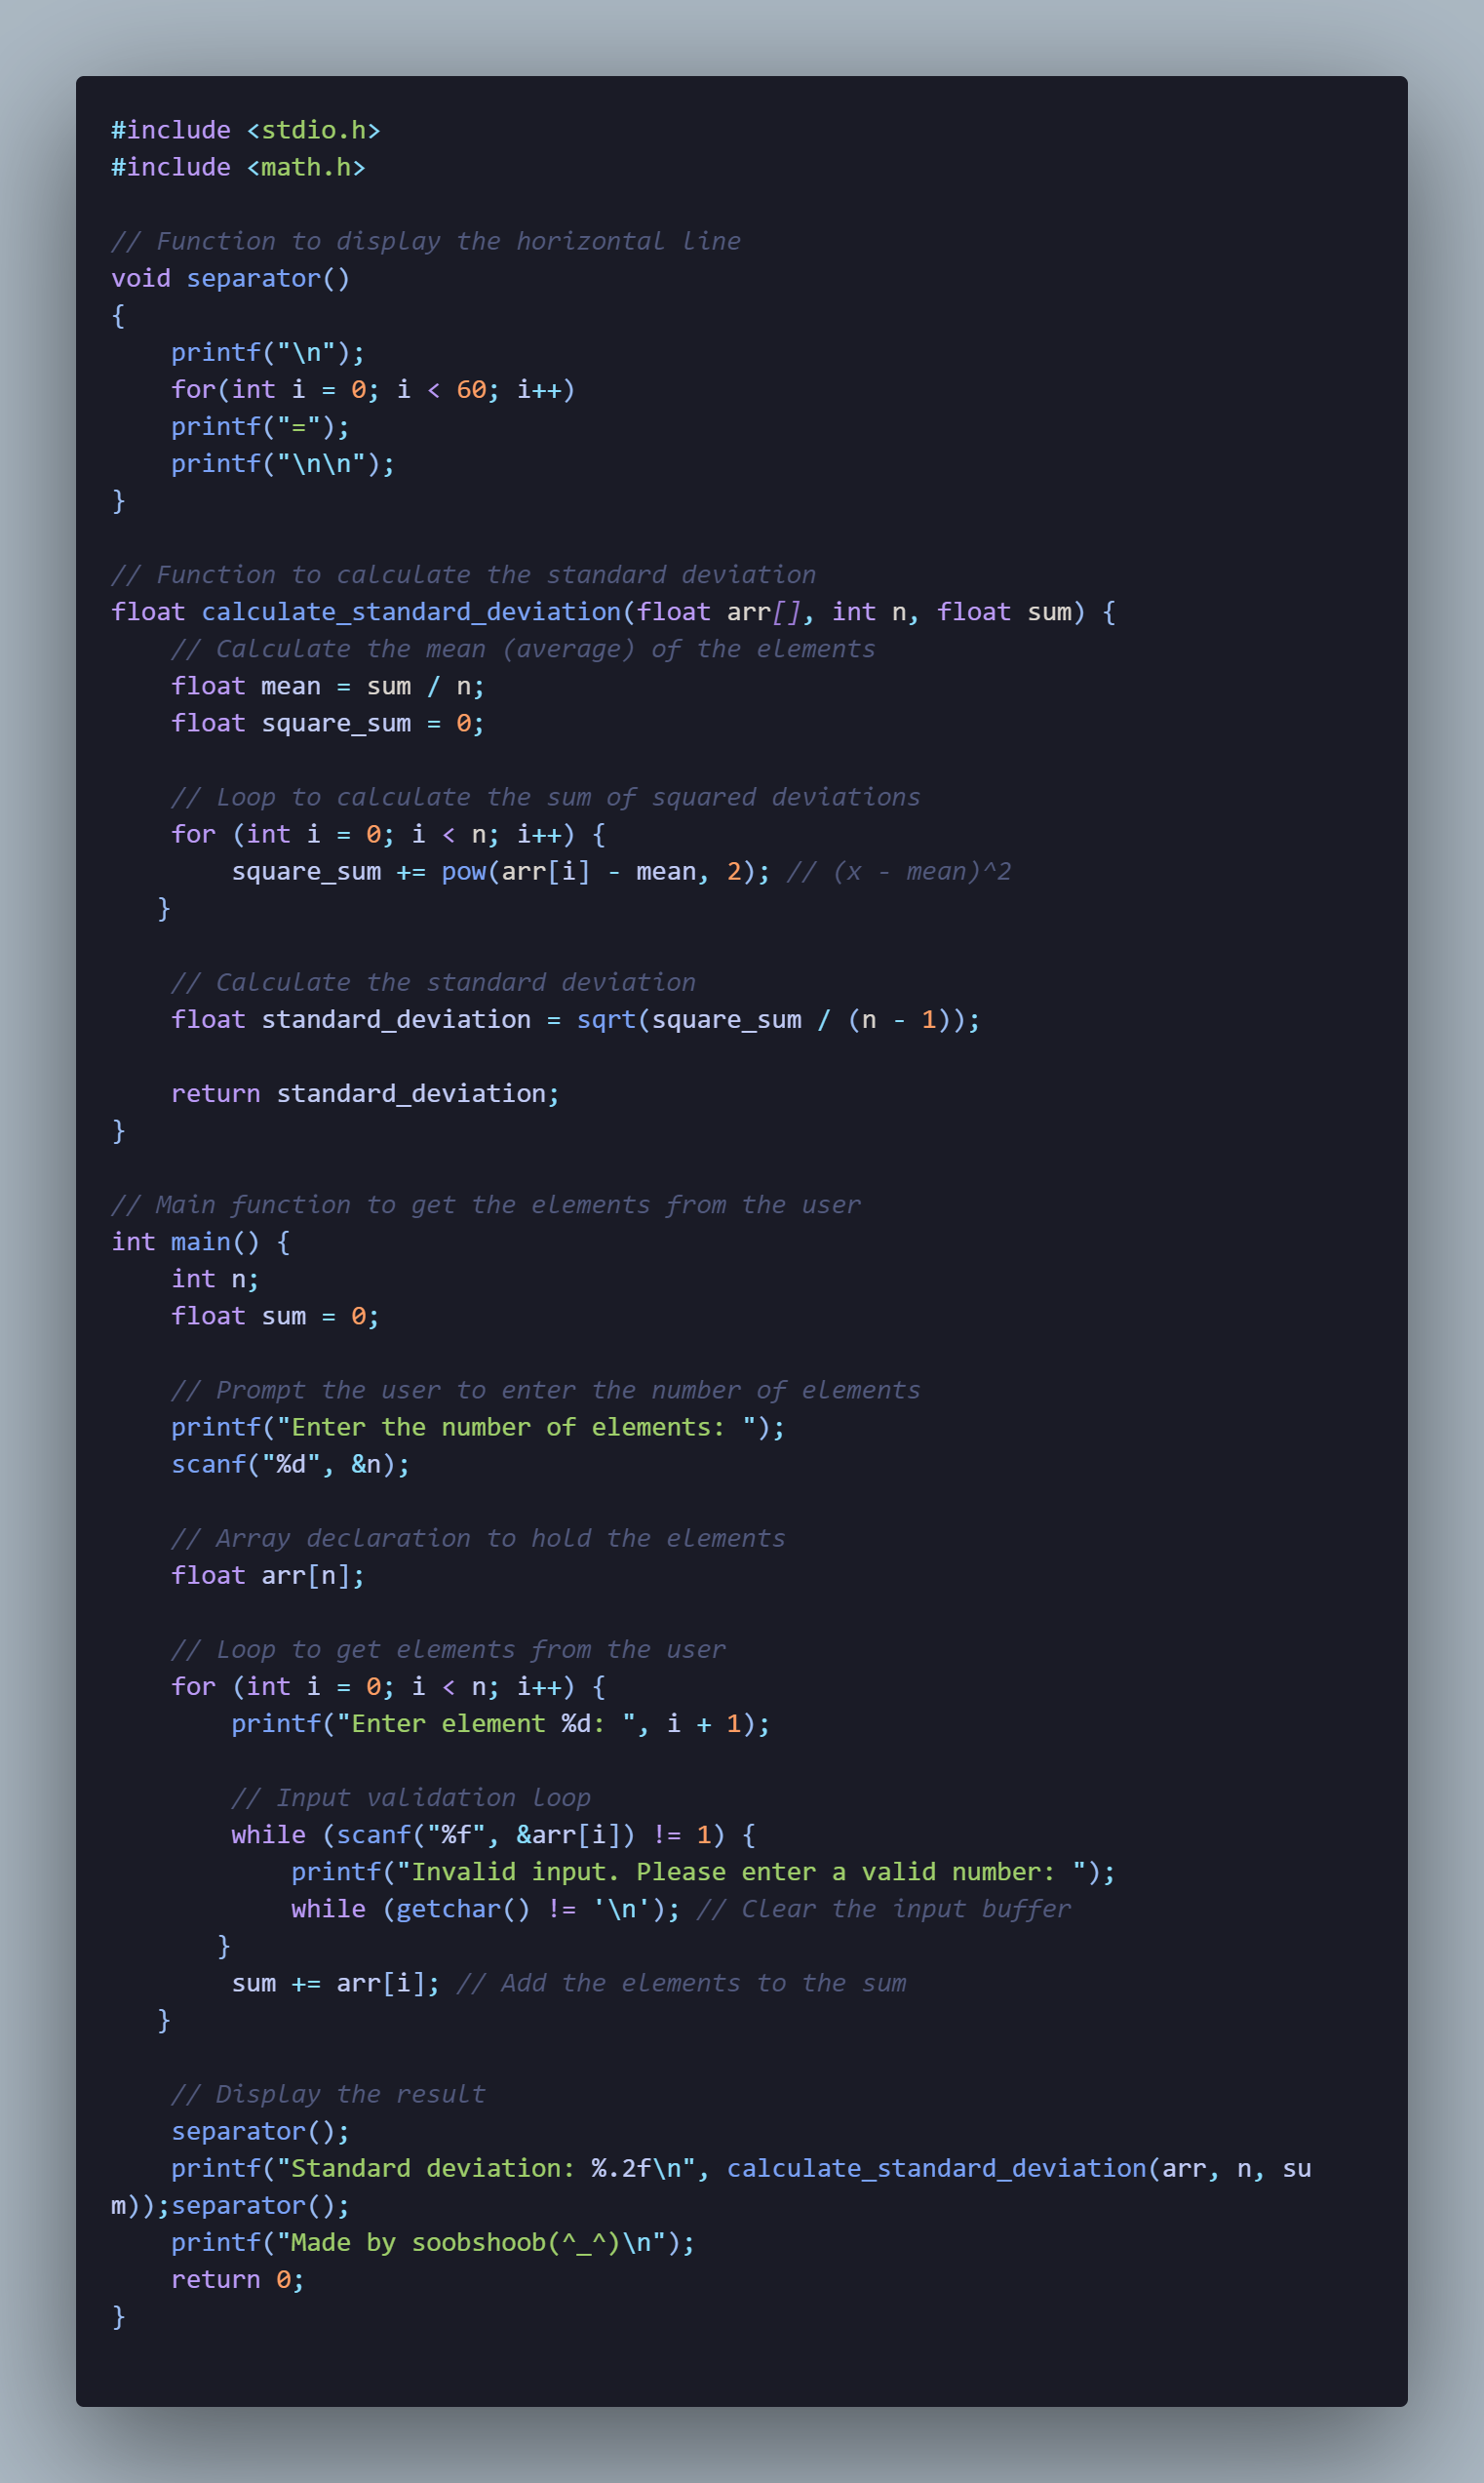 #include <stdio.h>
#include <math.h>

// Function to display the horizontal line
void separator()
{
    printf("\n");
    for(int i = 0; i < 60; i++)
    printf("=");
    printf("\n\n");
}

// Function to calculate the standard deviation
float calculate_standard_deviation(float arr[], int n, float sum) {
    // Calculate the mean (average) of the elements
    float mean = sum / n;
    float square_sum = 0;

    // Loop to calculate the sum of squared deviations
    for (int i = 0; i < n; i++) {
        square_sum += pow(arr[i] - mean, 2); // (x - mean)^2
   }

    // Calculate the standard deviation
    float standard_deviation = sqrt(square_sum / (n - 1));

    return standard_deviation;
}

// Main function to get the elements from the user
int main() {
    int n;
    float sum = 0;

    // Prompt the user to enter the number of elements
    printf("Enter the number of elements: ");
    scanf("%d", &n);

    // Array declaration to hold the elements
    float arr[n];

    // Loop to get elements from the user
    for (int i = 0; i < n; i++) {
        printf("Enter element %d: ", i + 1);

        // Input validation loop
        while (scanf("%f", &arr[i]) != 1) {
            printf("Invalid input. Please enter a valid number: ");
            while (getchar() != '\n'); // Clear the input buffer
       }
        sum += arr[i]; // Add the elements to the sum
   }

    // Display the result
    separator();
    printf("Standard deviation: %.2f\n", calculate_standard_deviation(arr, n, su
m));separator();
    printf("Made by soobshoob(^_^)\n");
    return 0;
}